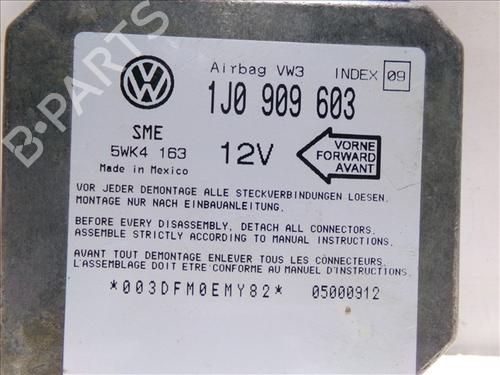 B-PARTS
Airbag VW3 INDEX 09
1J0 909 603
SME
5WK4 163
Made in Mexico
12V
VORNE
FORWARD
AVANT
VOR JEDER DEMONTAGE ALLE STECKVERBINDUNGEN LOESEN.
MONTAGE NUR NACH EINBAUANLEITUNG.
BEFORE EVERY DISASSEMBLY, DETACH ALL CONNECTORS.
ASSEMBLE STRICTLY ACCORDING TO MANUAL INSTRUCTIONS.
AVANT TOUT DEMONTAGE ENLEVER TOUS LES CONNECTEURS.
L'ASSEMBLAGE DOIT ETRE CONFORME AU MANUEL D'INSTRUCTIONS.
*003DFM0EMY82* 05000912